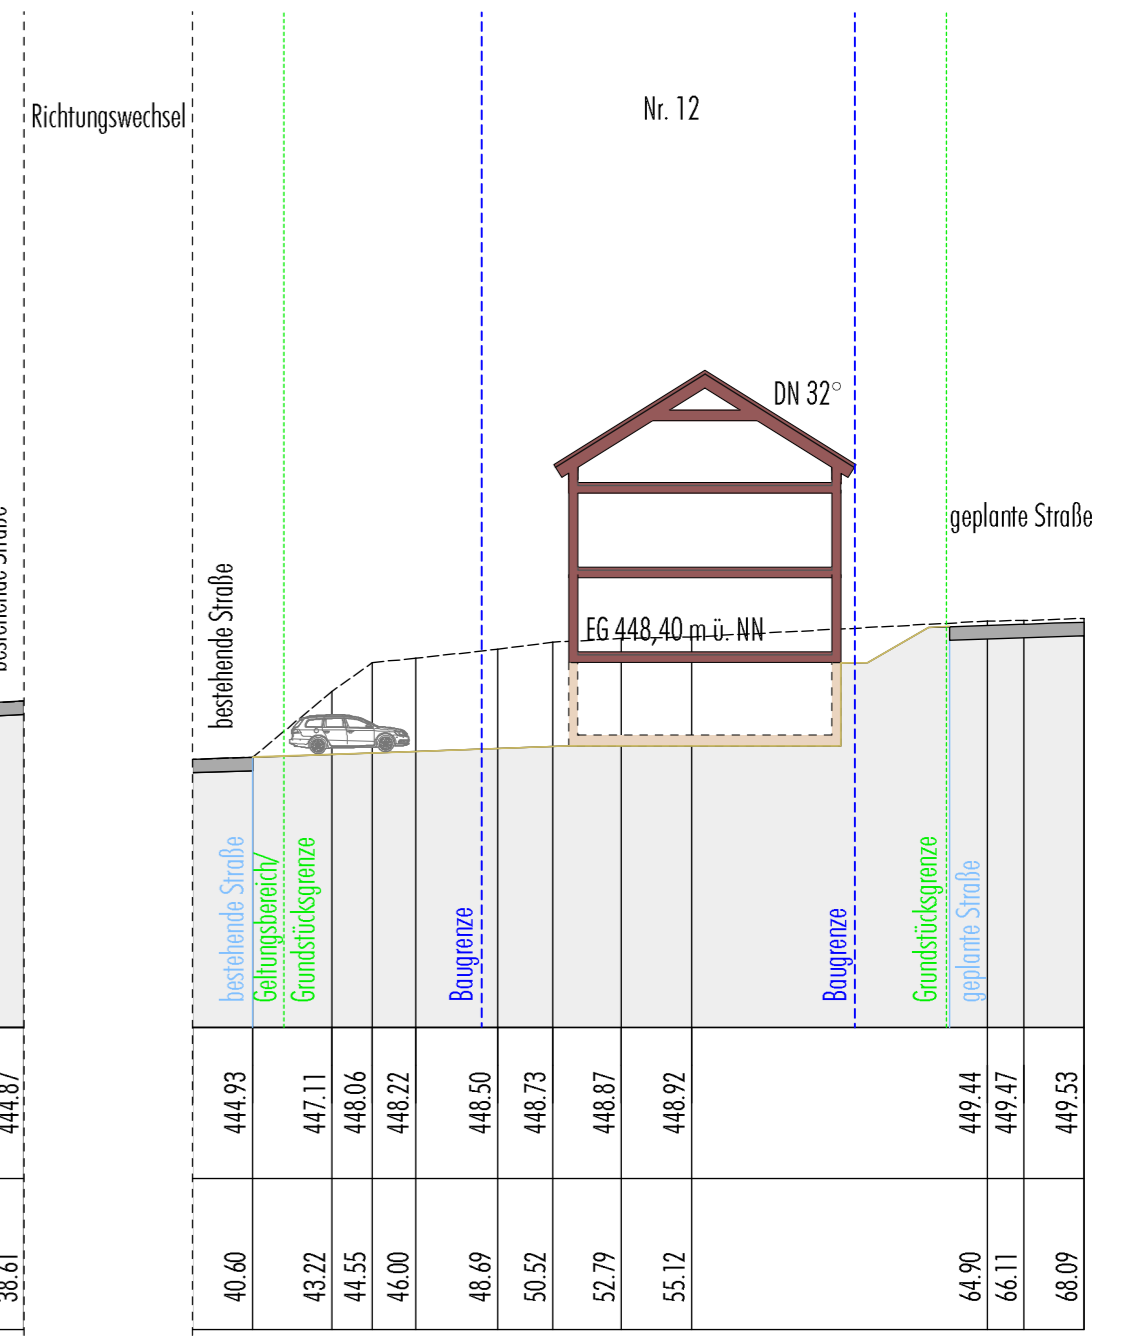 Richtungswechsel
Nr. 12
DN 32°
geplante Straße
bestehende Straße
EG 448,40 m ü. NN
bestehende Straße
Geltungsbereich/
Grundstücksgrenze
Baugrenze
Baugrenze
Grundstücksgrenze
geplante Straße
444.87
444.93
447.11
448.06
448.22
448.50
448.73
448.87
448.92
449.44
449.47
449.53
38.61
40.60
43.22
44.55
46.00
48.69
50.52
52.79
55.12
64.90
66.11
68.09